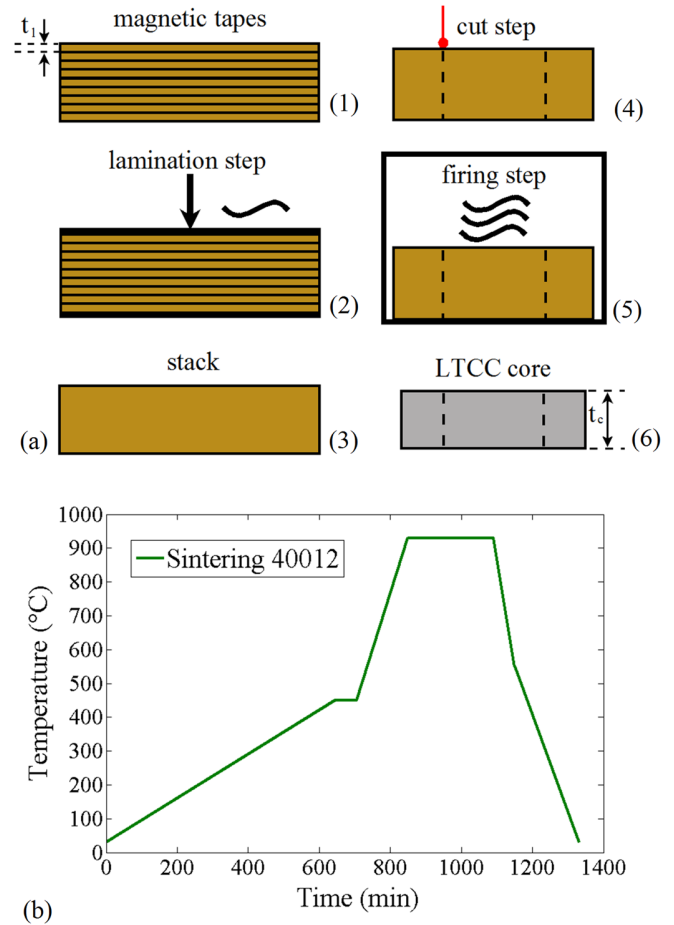 magnetic tapes
t1
(1)
cut step
(4)
lamination step
(2)
firing step
(5)
stack
(a)
(3)
LTCC core
tc
(6)
1000
900
800
700
600
500
400
300
200
100
0
Temperature (°C)
Sintering 40012
0
200
400
600
800
1000
1200
1400
Time (min)
(b)